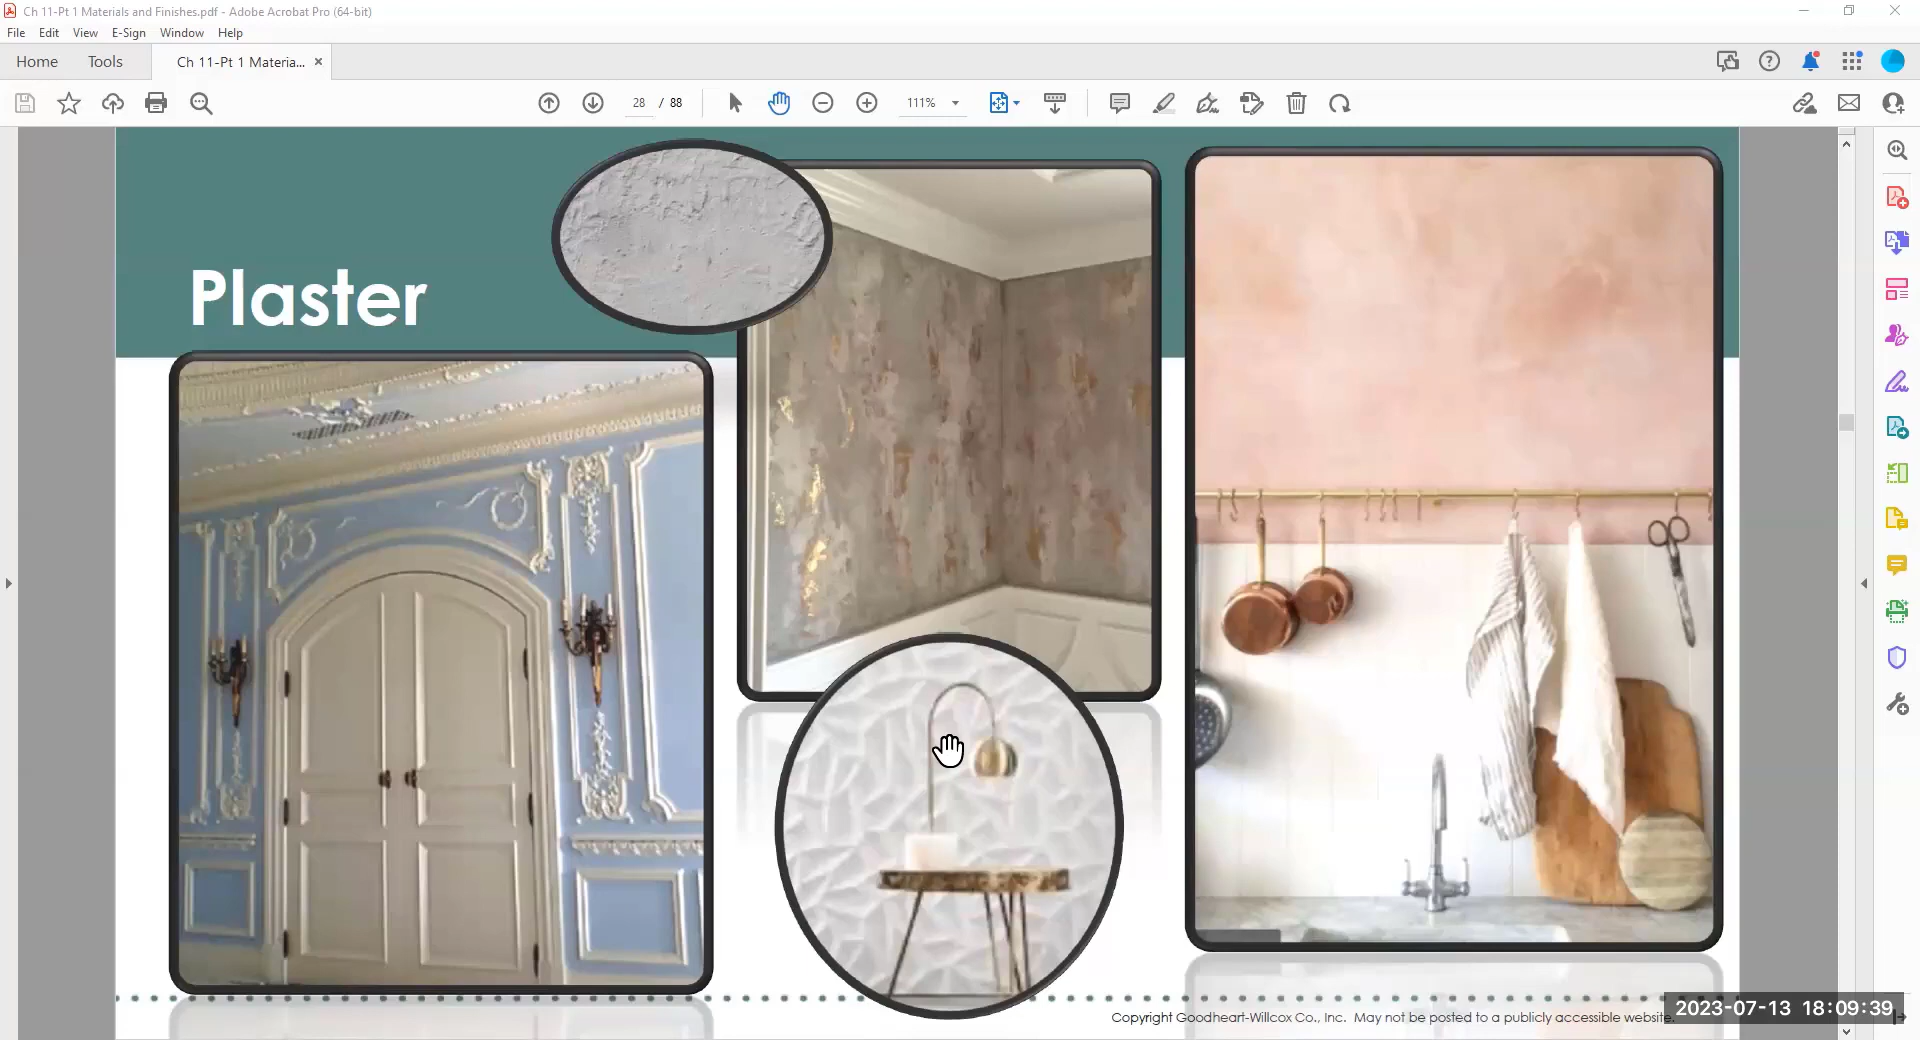 Ch 11-Pt 1 Materials and Finishes.pdf - Adobe Acrobat Pro (64-bit)
File Edit View E-Sign Window Help
Home Tools Ch 11-Pt 1 Materia... ×
28 / 88 111%
Plaster
Copyright Goodheart-Willcox Co., Inc. May not be posted to a publicly accessible website.
2023-07-13 18:09:39